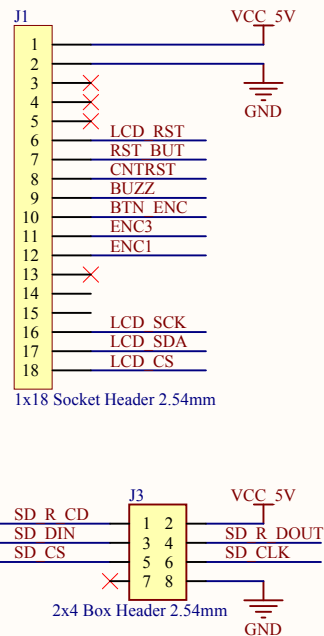 J1
VCC_5V
1
2
3
4
5
GND
6 LCD_RST
7 RST_BUT
8 CNTRST
9 BUZZ
10 BTN_ENC
11 ENC3
12 ENC1
13
14
15
16 LCD_SCK
17 LCD_SDA
18 LCD_CS
1x18 Socket Header 2.54mm
J3
VCC_5V
SD_R_CD 1 2
SD_DIN 3 4 SD_R_DOUT
SD_CS 5 6 SD_CLK
7 8
2x4 Box Header 2.54mm
GND